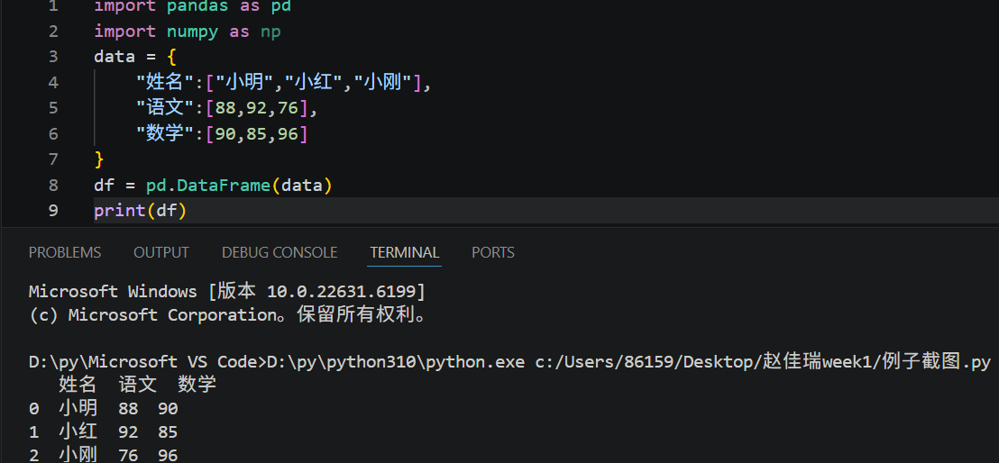 1 import pandas as pd
2 import numpy as np
3 data = {
4     "姓名":["小明","小红","小刚"],
5     "语文":[88,92,76],
6     "数学":[90,85,96]
7 }
8 df = pd.DataFrame(data)
9 print(df)
PROBLEMS OUTPUT DEBUG CONSOLE TERMINAL PORTS
Microsoft Windows [版本 10.0.22631.6199]
(c) Microsoft Corporation。保留所有权利。
D:\py\Microsoft VS Code>D:\py\python310\python.exe c:/Users/86159/Desktop/赵佳瑞week1/例子截图.py
   姓名  语文  数学
0  小明  88  90
1  小红  92  85
2  小刚  76  96